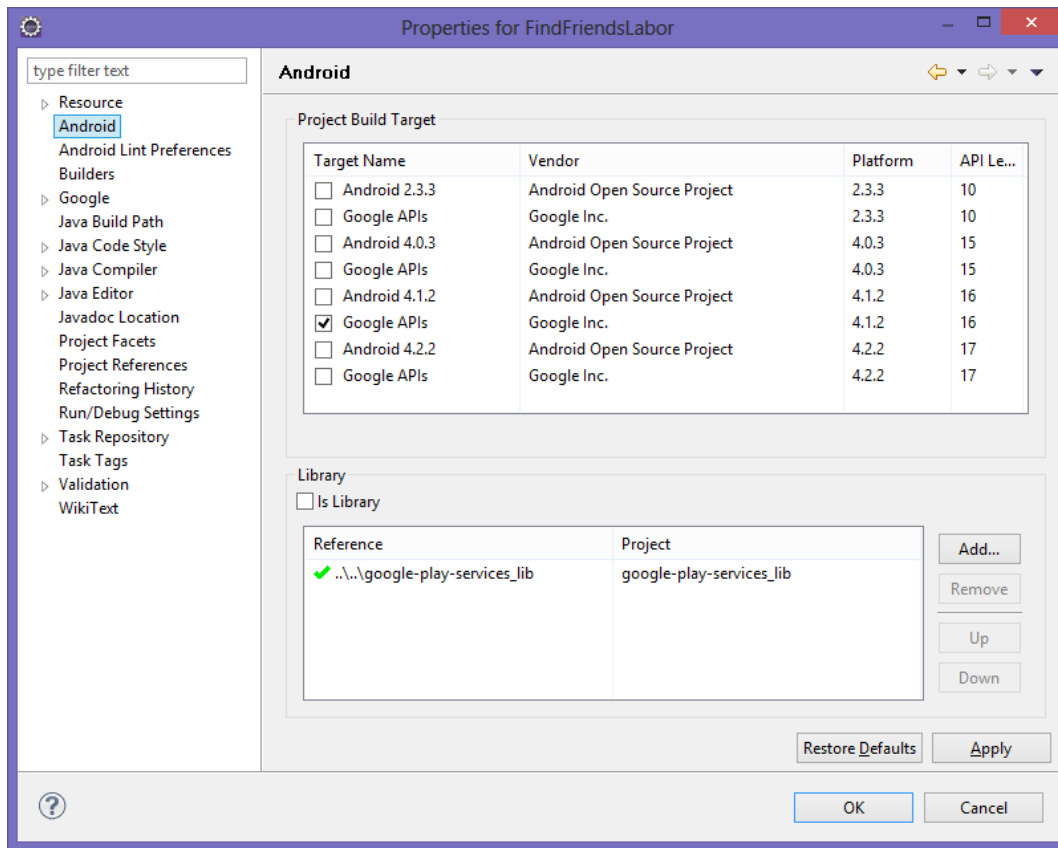 Properties for FindFriendsLabor
type filter text
Resource
Android
Android Lint Preferences
Builders
Google
Java Build Path
Java Code Style
Java Compiler
Java Editor
Javadoc Location
Project Facets
Project References
Refactoring History
Run/Debug Settings
Task Repository
Task Tags
Validation
WikiText
Android
Project Build Target
Target Name Vendor Platform API Le...
Android 2.3.3 Android Open Source Project 2.3.3 10
Google APIs Google Inc. 2.3.3 10
Android 4.0.3 Android Open Source Project 4.0.3 15
Google APIs Google Inc. 4.0.3 15
Android 4.1.2 Android Open Source Project 4.1.2 16
Google APIs Google Inc. 4.1.2 16
Android 4.2.2 Android Open Source Project 4.2.2 17
Google APIs Google Inc. 4.2.2 17
Library
Is Library
Reference Project
..\..\google-play-services_lib google-play-services_lib
Add...
Remove
Up
Down
Restore Defaults Apply
OK Cancel